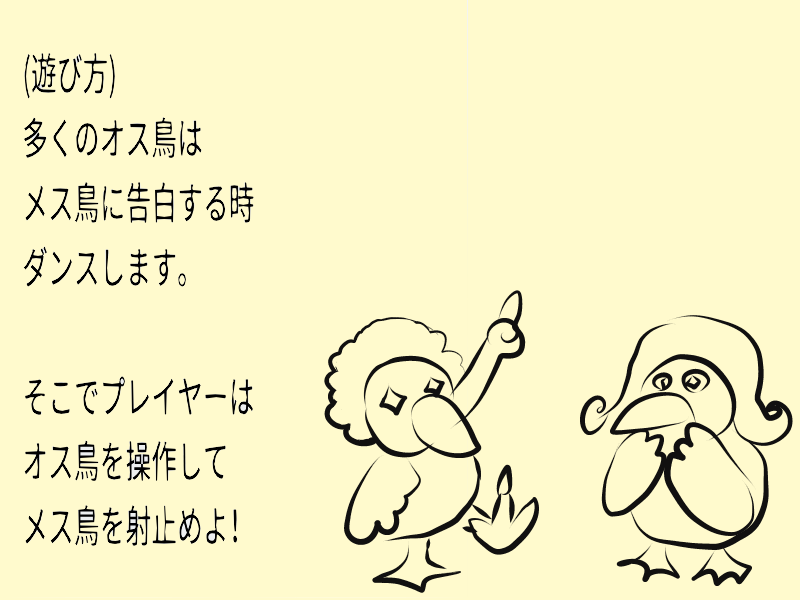 (遊び方)
多くのオス鳥は
メス鳥に告白する時
ダンスします。
そこでプレイヤーは
オス鳥を操作して
メス鳥を射止めよ!